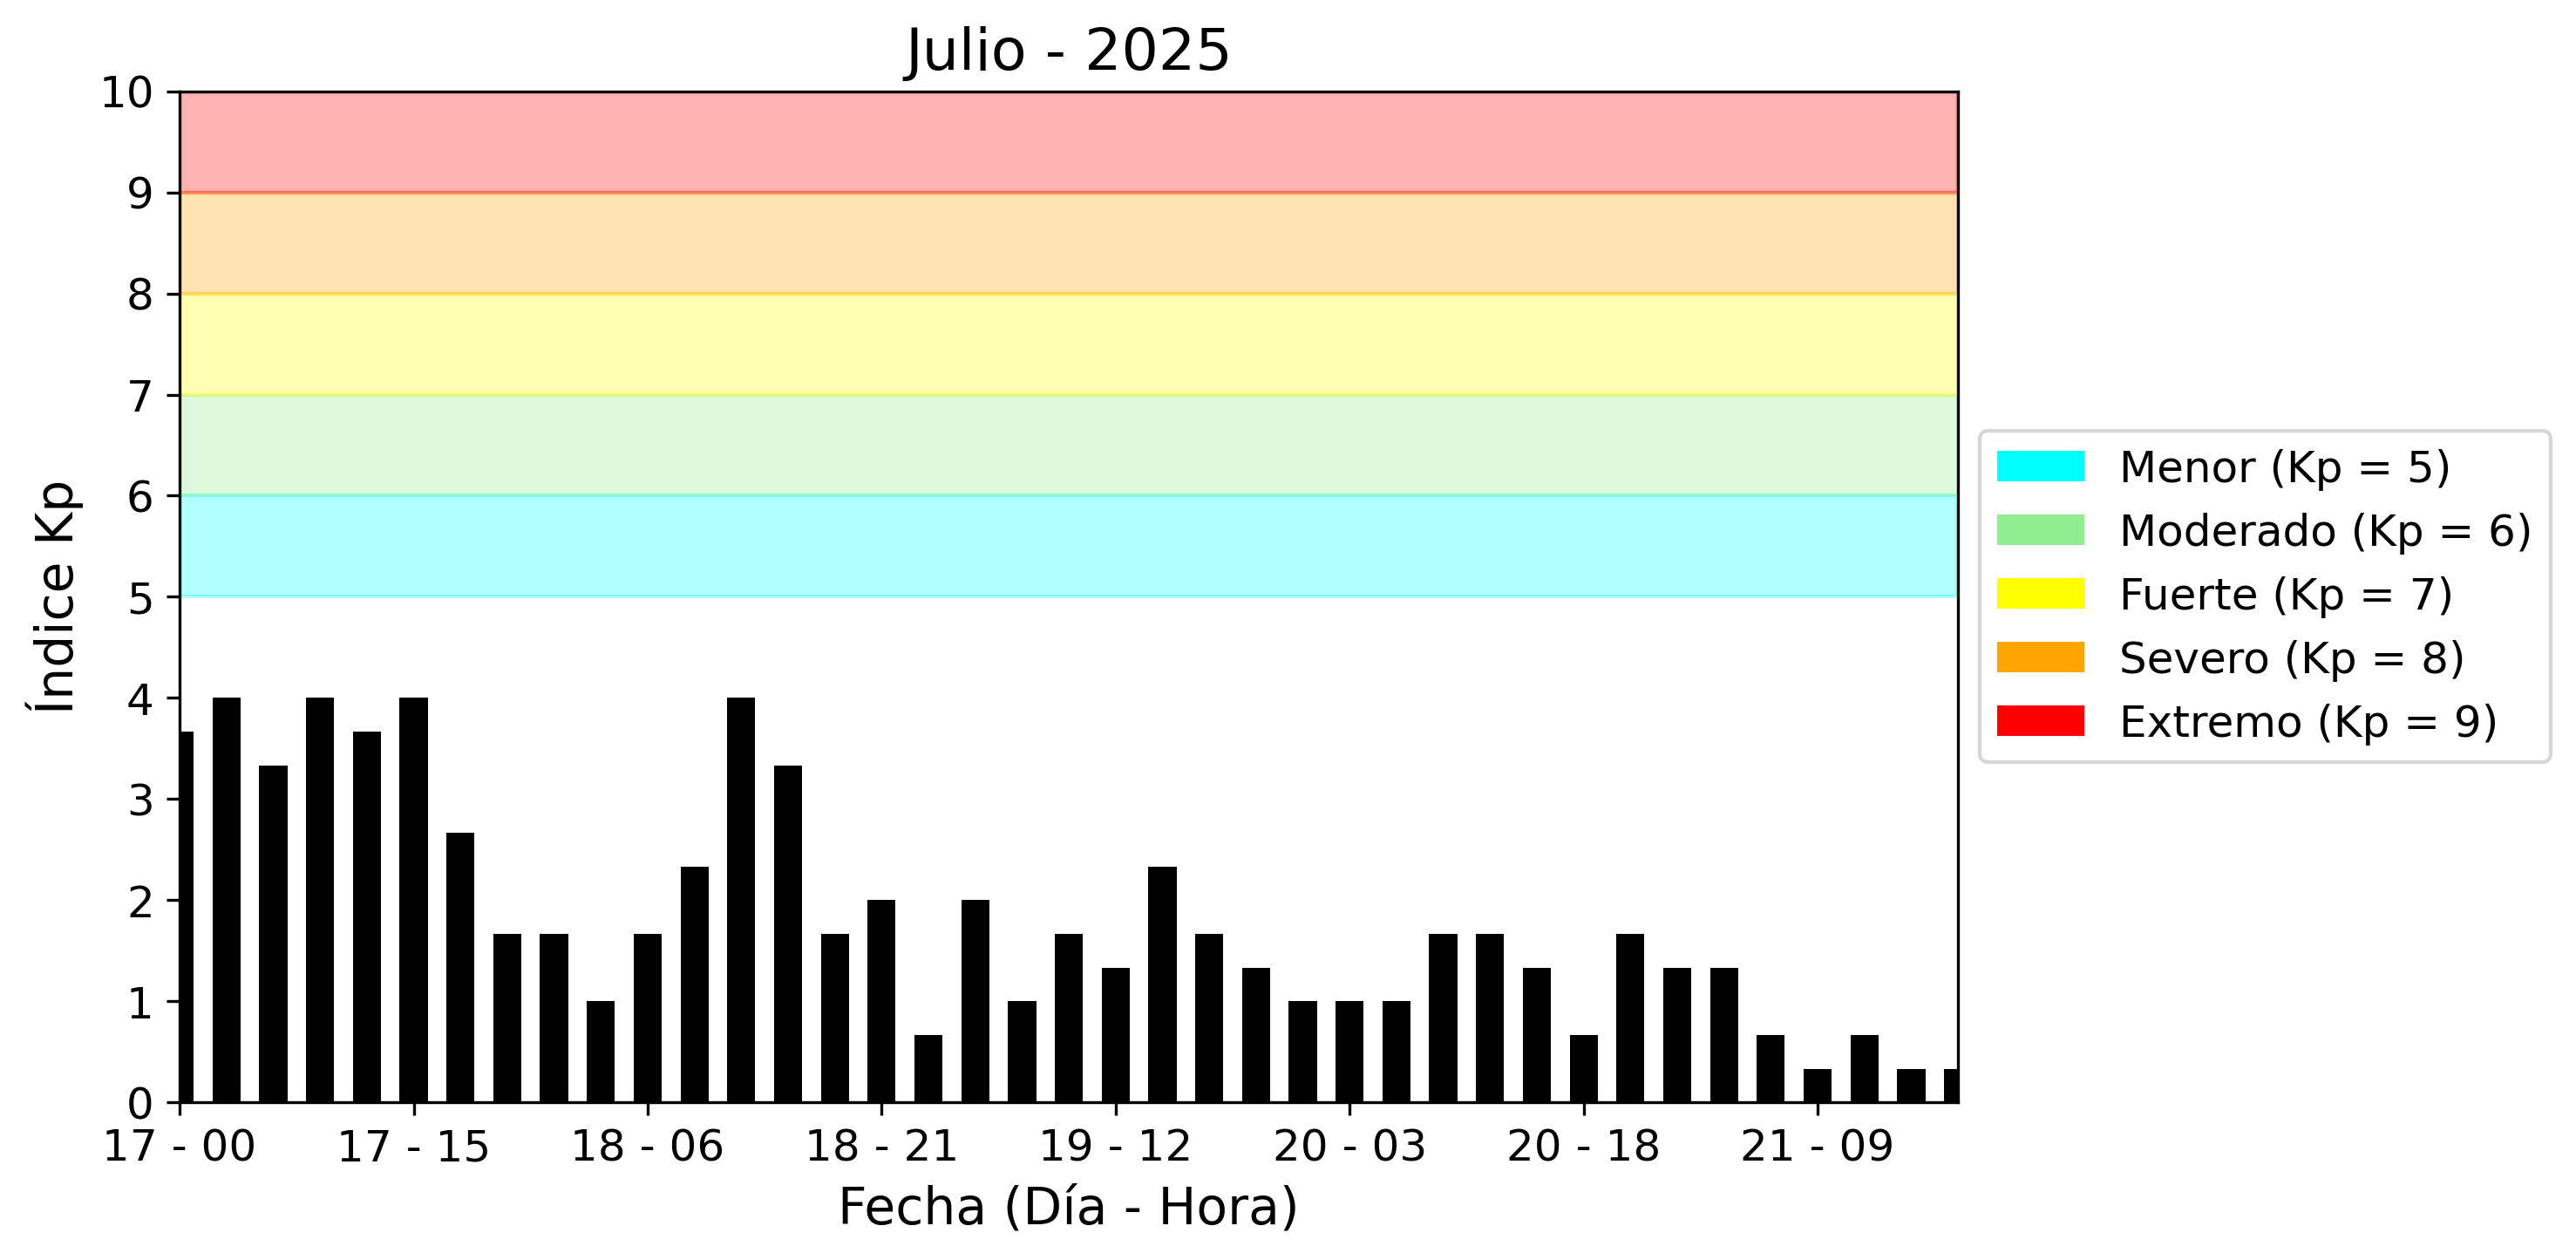 Julio - 2025
10
9
8
7
6
5
4
3
2
1
0
Índice Kp
17 - 00
17 - 15
18 - 06
18 - 21
19 - 12
20 - 03
20 - 18
21 - 09
Fecha (Día - Hora)
Menor (Kp = 5)
Moderado (Kp = 6)
Fuerte (Kp = 7)
Severo (Kp = 8)
Extremo (Kp = 9)